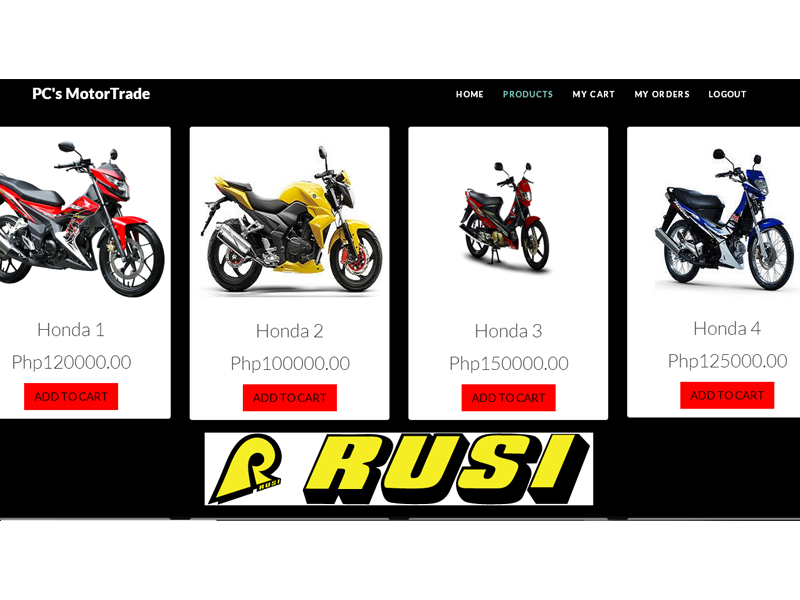 PC's MotorTrade
HOME PRODUCTS MY CART MY ORDERS LOGOUT
Honda 1
Php120000.00
ADD TO CART
Honda 2
Php100000.00
ADD TO CART
Honda 3
Php150000.00
ADD TO CART
Honda 4
Php125000.00
ADD TO CART
RUSI
RUSI